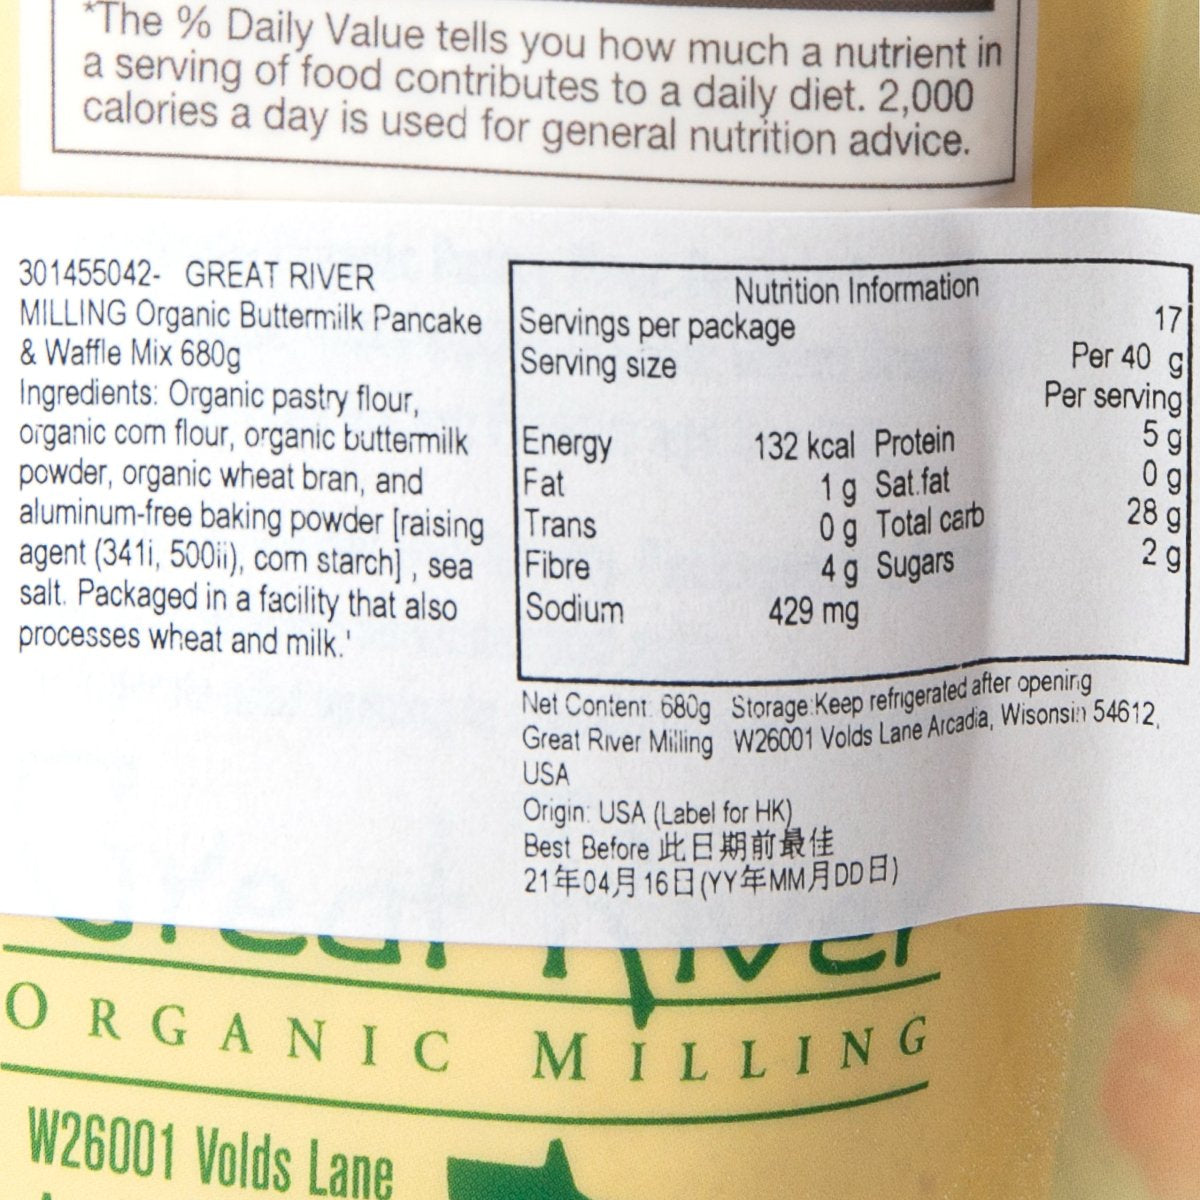 *The % Daily Value tells you how much a nutrient in
a serving of food contributes to a daily diet. 2,000
calories a day is used for general nutrition advice.
301455042- GREAT RIVER
MILLING Organic Buttermilk Pancake
& Waffle Mix 680g
Ingredients: Organic pastry flour,
organic corn flour, organic buttermilk
powder, organic wheat bran, and
aluminum-free baking powder [raising
agent (341i, 500ii), corn starch] , sea
salt. Packaged in a facility that also
processes wheat and milk.'
Nutrition Information
Servings per package 17
Serving size Per 40 g
Per serving
Energy 132 kcal Protein 5 g
Fat 1 g Sat.fat 0 g
Trans 0 g Total carb 28 g
Fibre 4 g Sugars 2 g
Sodium 429 mg
Net Content: 680g Storage:Keep refrigerated after opening
Great River Milling W26001 Volds Lane Arcadia, Wisonsin 54612,
USA
Origin: USA (Label for HK)
Best Before 此日期前最佳
21年04月16日(YY年MM月DD日)
Great River
ORGANIC MILLING
W26001 Volds Lane